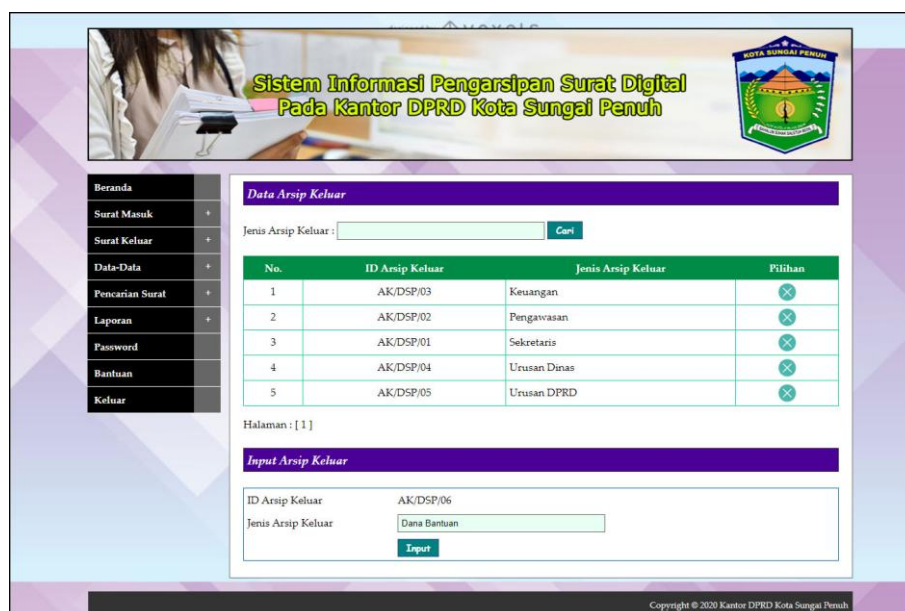 Sistem Informasi Pengarsipan Surat Digital
Pada Kantor DPRD Kota Sungai Penuh
KOTA SUNGAI PENUH
Beranda
Surat Masuk +
Surat Keluar +
Data-Data +
Pencarian Surat +
Laporan +
Password
Bantuan
Keluar
Data Arsip Keluar
Jenis Arsip Keluar : Cari
No. ID Arsip Keluar Jenis Arsip Keluar Pilihan
1 AK/DSP/03 Keuangan
2 AK/DSP/02 Pengawasan
3 AK/DSP/01 Sekretaris
4 AK/DSP/04 Urusan Dinas
5 AK/DSP/05 Urusan DPRD
Halaman : [ 1 ]
Input Arsip Keluar
ID Arsip Keluar AK/DSP/06
Jenis Arsip Keluar Dana Bantuan
Input
Copyright © 2020 Kantor DPRD Kota Sungai Penuh